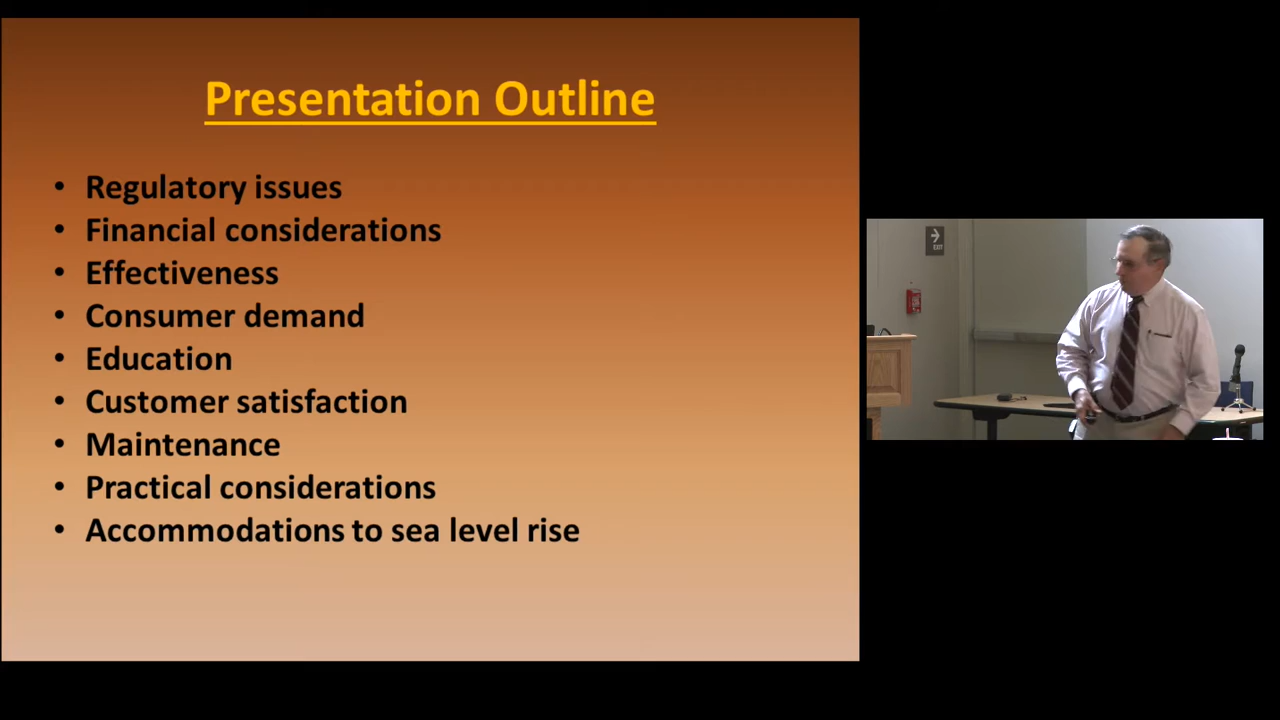 Presentation Outline
• Regulatory issues
• Financial considerations
• Effectiveness
• Consumer demand
• Education
• Customer satisfaction
• Maintenance
• Practical considerations
• Accommodations to sea level rise
EXIT